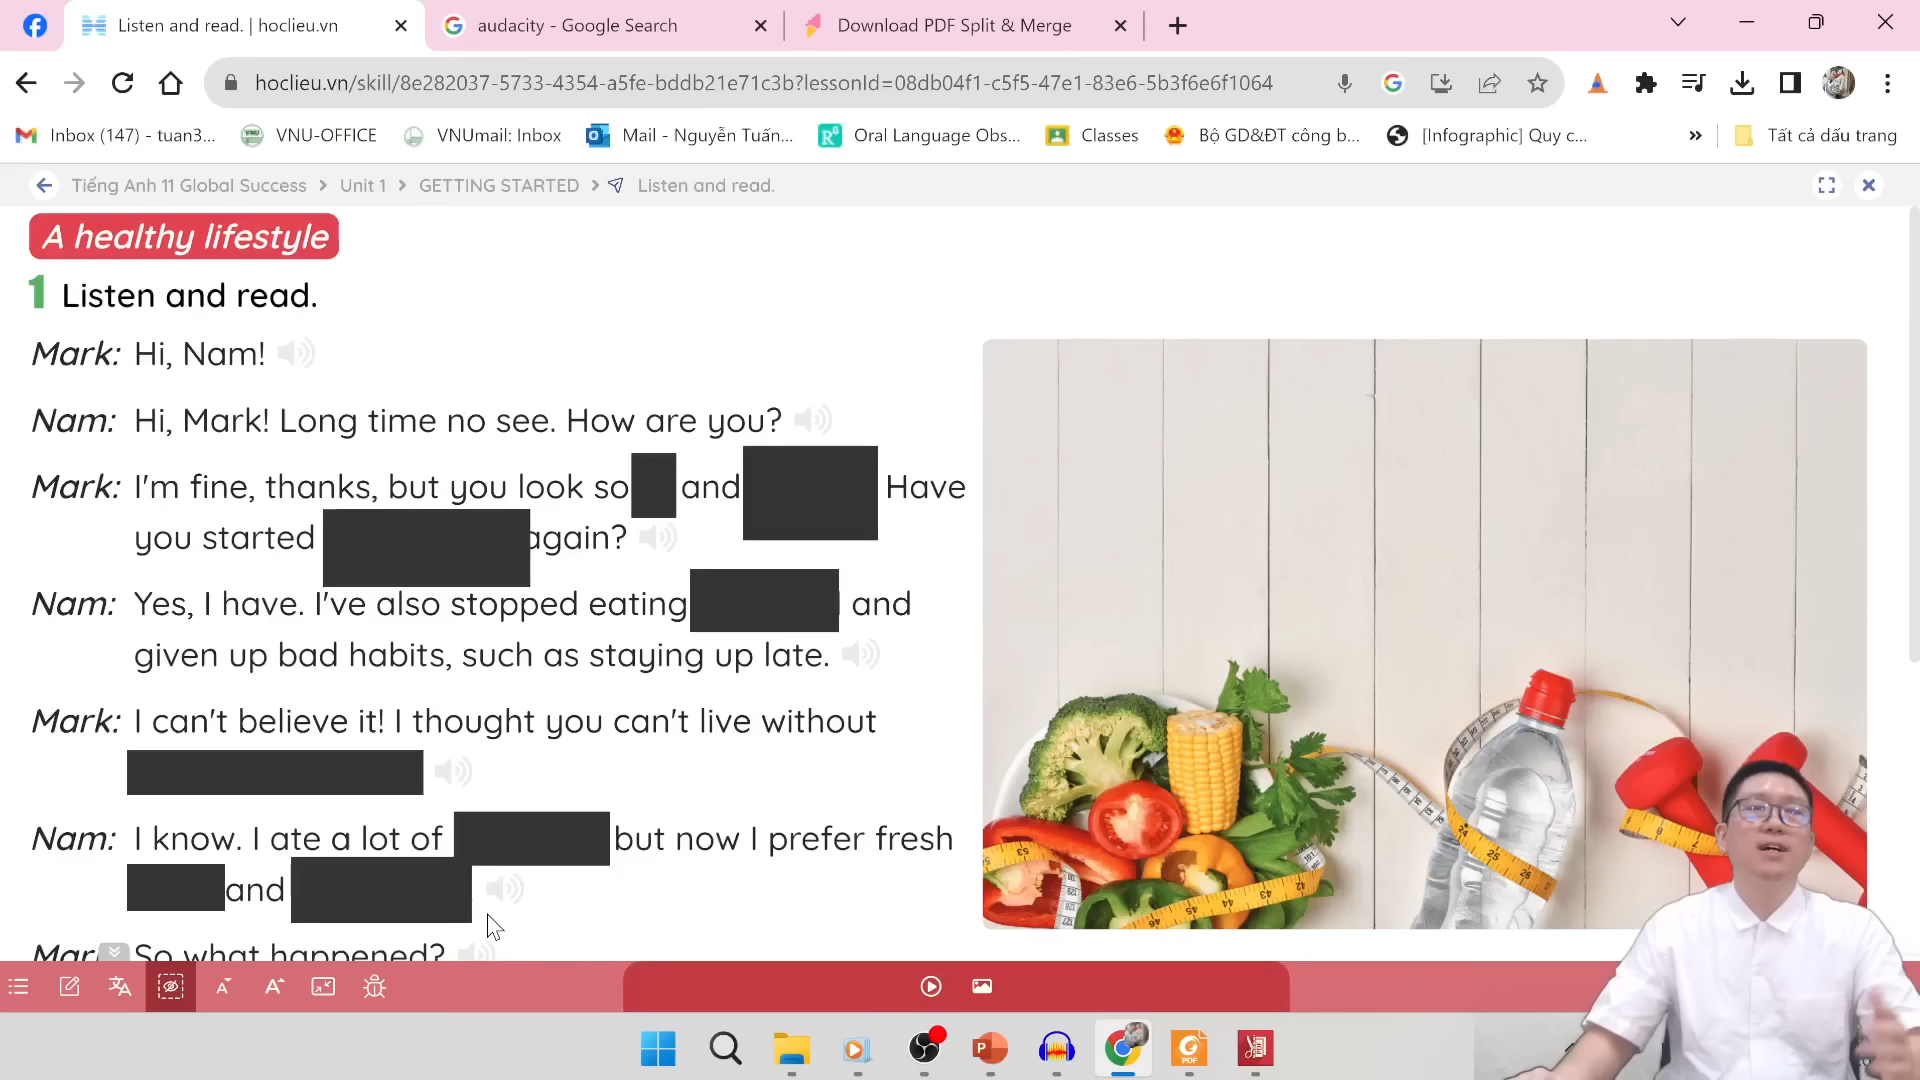 Listen and read. | hoclieu.vn
audacity - Google Search
Download PDF Split & Merge
hoclieu.vn/skill/8e282037-5733-4354-a5fe-bddb21e71c3b?lessonId=08db04f1-c5f5-47e1-83e6-5b3f6e6f1064
Inbox (147) - tuan3...
VNU-OFFICE
VNUmail: Inbox
Mail - Nguyễn Tuấn...
Oral Language Obs...
Classes
Bộ GD&ĐT công b...
[Infographic] Quy c...
Tất cả dấu trang
Tiếng Anh 11 Global Success > Unit 1 > GETTING STARTED > Listen and read.
A healthy lifestyle
1 Listen and read.
Mark: Hi, Nam!
Nam: Hi, Mark! Long time no see. How are you?
Mark: I'm fine, thanks, but you look so and Have
you started again?
Nam: Yes, I have. I've also stopped eating and
given up bad habits, such as staying up late.
Mark: I can't believe it! I thought you can't live without
Nam: I know. I ate a lot of but now I prefer fresh
and
Mar So what happened?